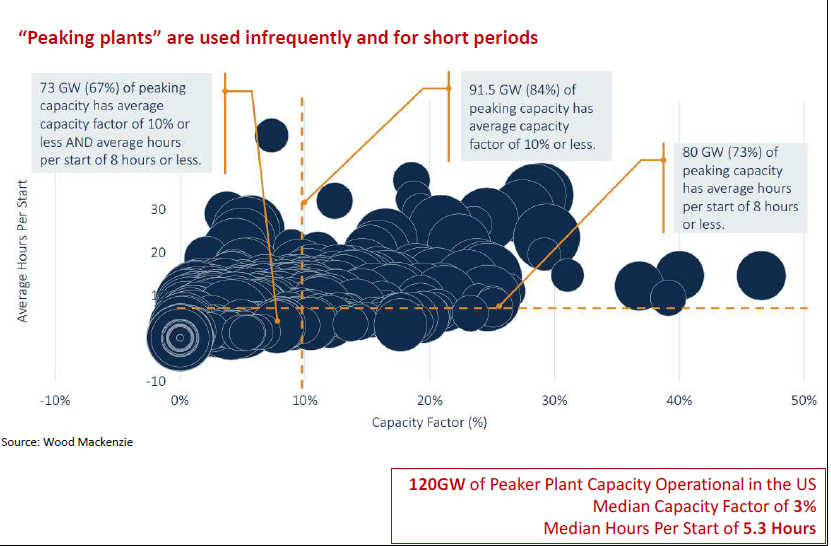 “Peaking plants” are used infrequently and for short periods
73 GW (67%) of peaking
capacity has average
capacity factor of 10% or
less AND average hours
per start of 8 hours or less.
91.5 GW (84%) of
peaking capacity has
average capacity
factor of 10% or less.
80 GW (73%) of
peaking capacity
has average hours
per start of 8 hours
or less.
Average Hours Per Start
30
20
-10
-10%
0%
10%
20%
30%
40%
50%
Capacity Factor (%)
Source: Wood Mackenzie
120GW of Peaker Plant Capacity Operational in the US
Median Capacity Factor of 3%
Median Hours Per Start of 5.3 Hours